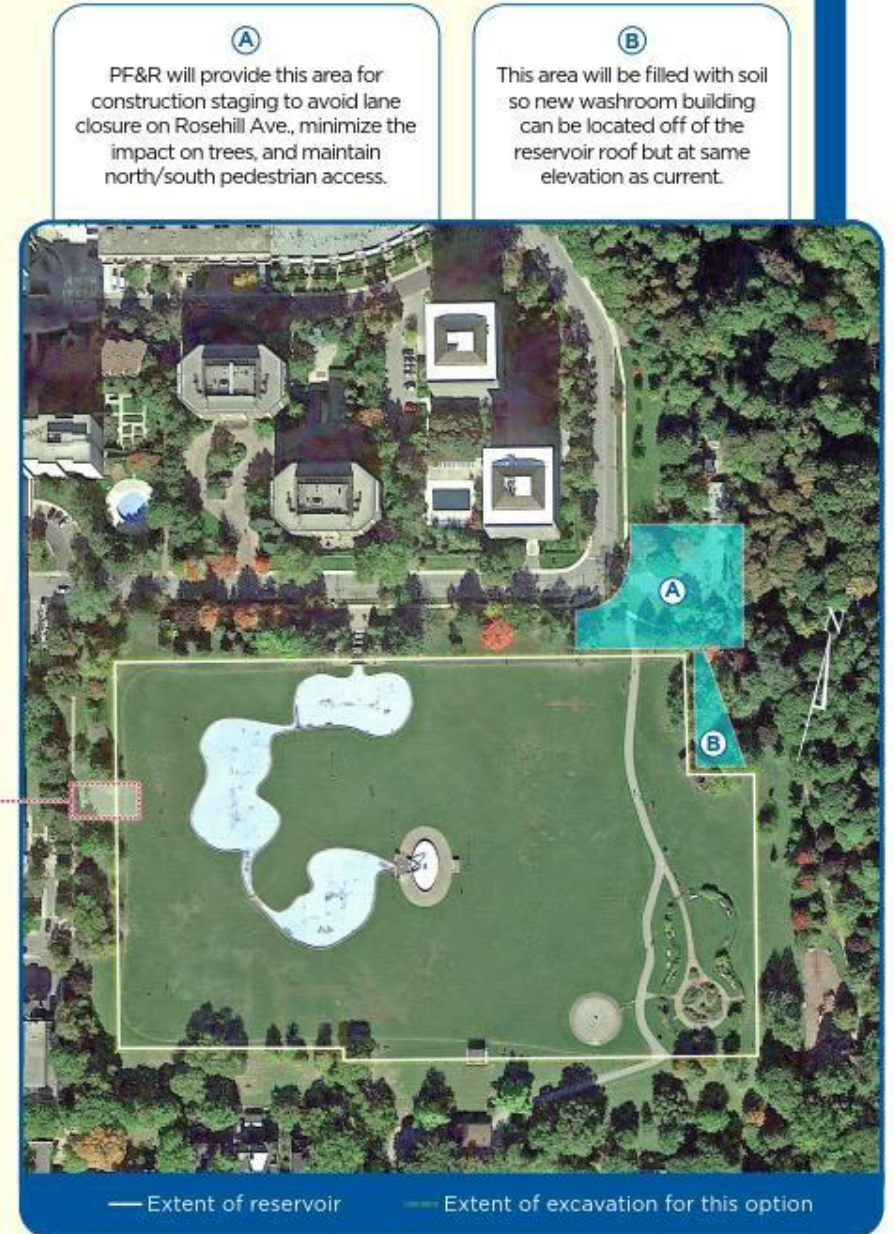 A
PF&R will provide this area for
construction staging to avoid lane
closure on Rosehill Ave., minimize the
impact on trees, and maintain
north/south pedestrian access.
B
This area will be filled with soil
so new washroom building
can be located off of the
reservoir roof but at same
elevation as current.
A
N
B
Extent of reservoir
Extent of excavation for this option